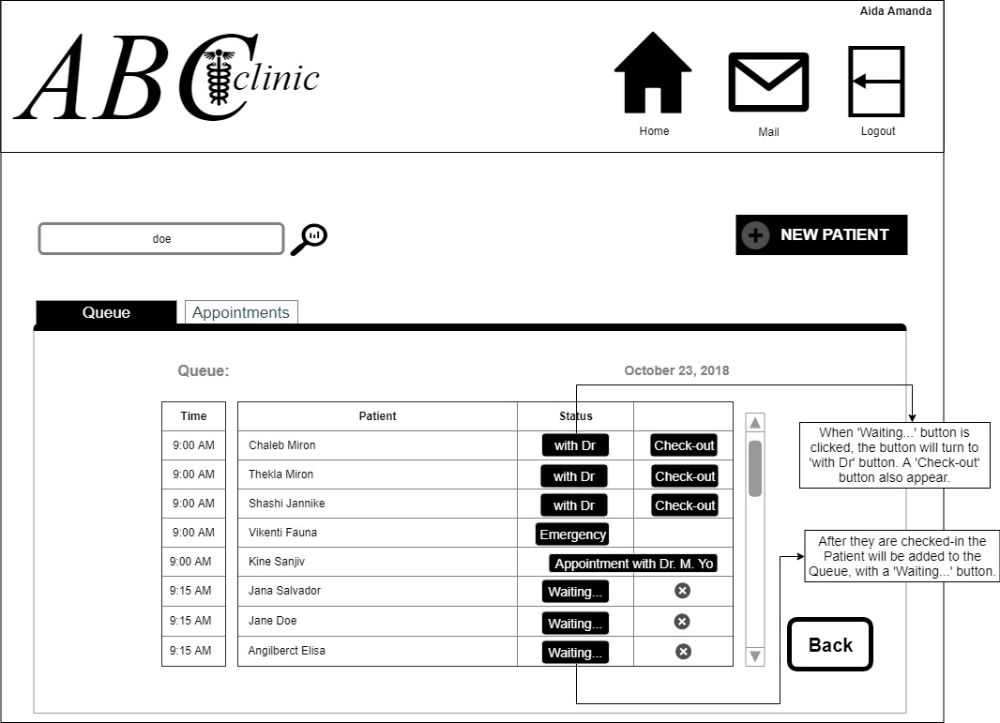 Aida Amanda
ABC clinic
Home Mail Logout
doe
NEW PATIENT
Queue Appointments
Queue: October 23, 2018
Time Patient Status
9:00 AM Chaleb Miron with Dr Check-out
9:00 AM Thekla Miron with Dr Check-out
9:00 AM Shashi Jannike with Dr Check-out
9:00 AM Vikenti Fauna Emergency
9:00 AM Kine Sanjiv Appointment with Dr. M. Yo
9:15 AM Jana Salvador Waiting...
9:15 AM Jane Doe Waiting...
9:15 AM Angilberct Elisa Waiting...
When 'Waiting...' button is
clicked, the button will turn to
'with Dr' button. A 'Check-out'
button also appear.
After they are checked-in the
Patient will be added to the
Queue, with a 'Waiting...' button.
Back